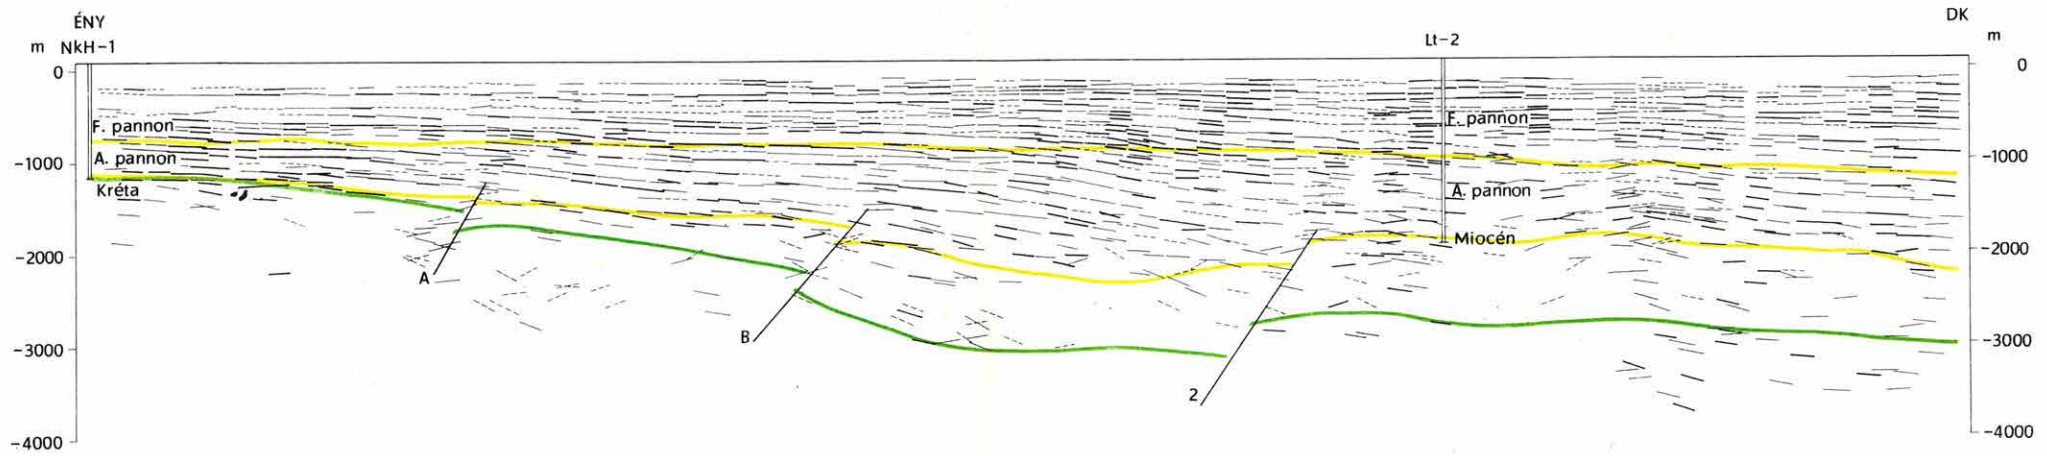 ÉNY
DK
m NkH-1
Lt-2
m
0
0
F. pannon
F. pannon
-1000
A. pannon
-1000
Kréta
A. pannon
Miocén
-2000
-2000
A
B
-3000
-3000
2
-4000
-4000